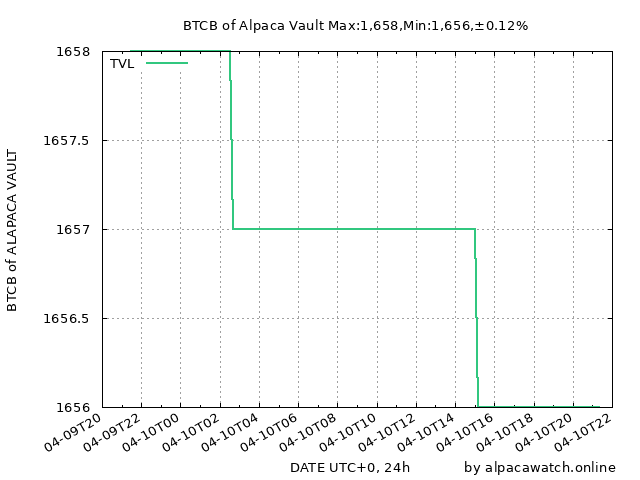 BTCB of Alpaca Vault Max:1,658,Min:1,656,±0.12%
TVL
BTCB of ALAPACA VAULT
1658
1657.5
1657
1656.5
1656
04-09T20
04-09T22
04-10T00
04-10T02
04-10T04
04-10T06
04-10T08
04-10T10
04-10T12
04-10T14
04-10T16
04-10T18
04-10T20
04-10T22
DATE UTC+0, 24h
by alpacawatch.online